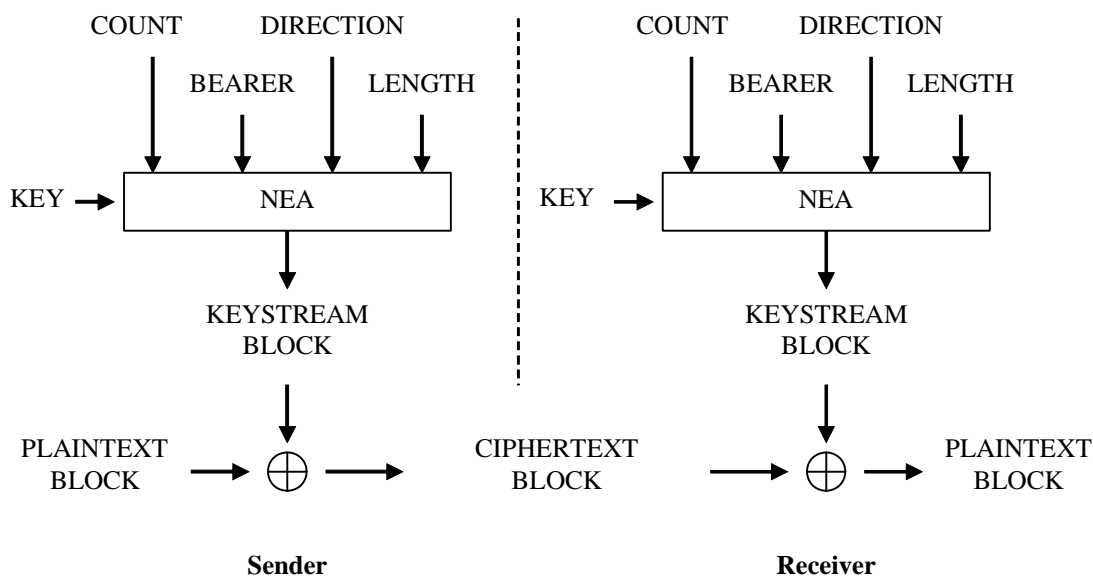 COUNT DIRECTION COUNT DIRECTION
BEARER LENGTH BEARER LENGTH
KEY NEA KEY NEA
KEYSTREAM KEYSTREAM
BLOCK BLOCK
PLAINTEXT CIPHERTEXT PLAINTEXT
BLOCK BLOCK BLOCK
Sender Receiver